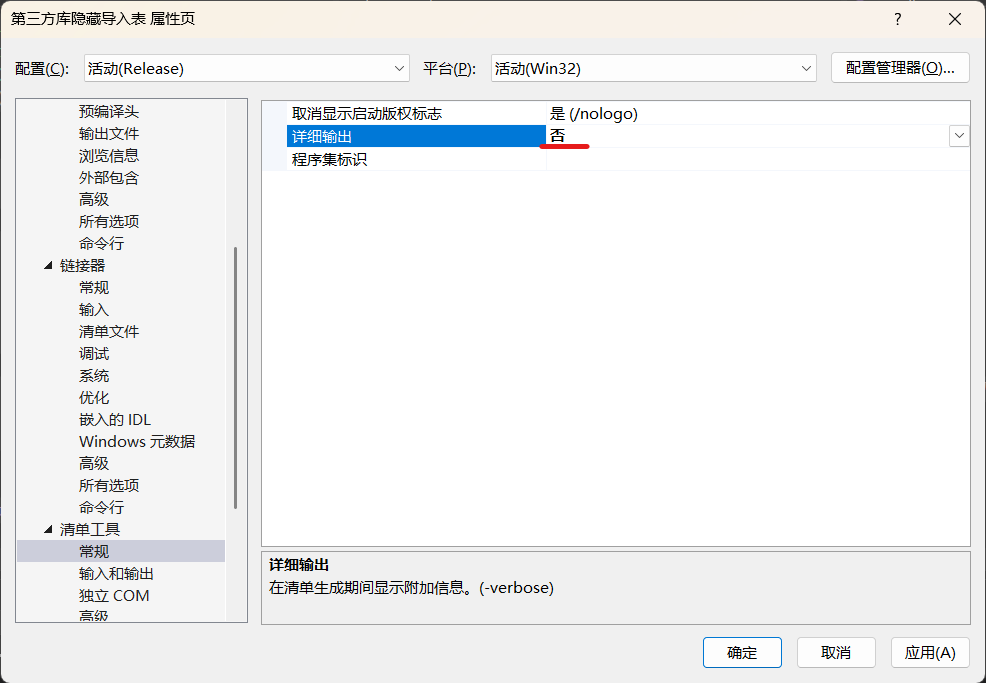 第三方库隐藏导入表 属性页
?
配置(C): 活动(Release) 平台(P): 活动(Win32) 配置管理器(O)...
预编译头
输出文件
浏览信息
外部包含
高级
所有选项
命令行
链接器
常规
输入
清单文件
调试
系统
优化
嵌入的 IDL
Windows 元数据
高级
所有选项
命令行
清单工具
常规
输入和输出
独立 COM
高级
取消显示启动版权标志 是 (/nologo)
详细输出 否
程序集标识
详细输出
在清单生成期间显示附加信息。(-verbose)
确定 取消 应用(A)